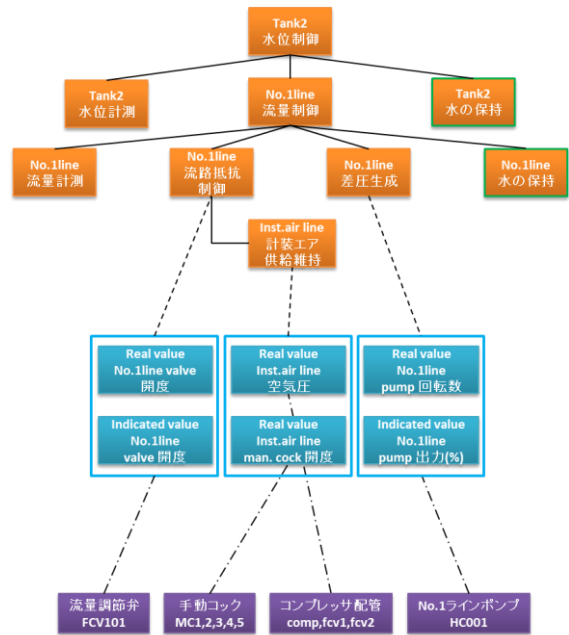 Tank2
水位制御
Tank2
水位計測
No.1line
流量制御
Tank2
水の保持
No.1line
流量計測
No.1line
流路抵抗
制御
No.1line
差圧生成
No.1line
水の保持
Inst.air line
計装エア
供給維持
Real value
No.1line valve
開度
Real value
Inst.air line
空気圧
Real value
No.1line
pump 回転数
Indicated value
No.1line
valve 開度
Real value
Inst.air line
man. cock 開度
Indicated value
No.1line
pump 出力(%)
流量調節弁
FCV101
手動コック
MC1,2,3,4,5
コンプレッサ配管
comp,fcv1,fcv2
No.1ラインポンプ
HC001